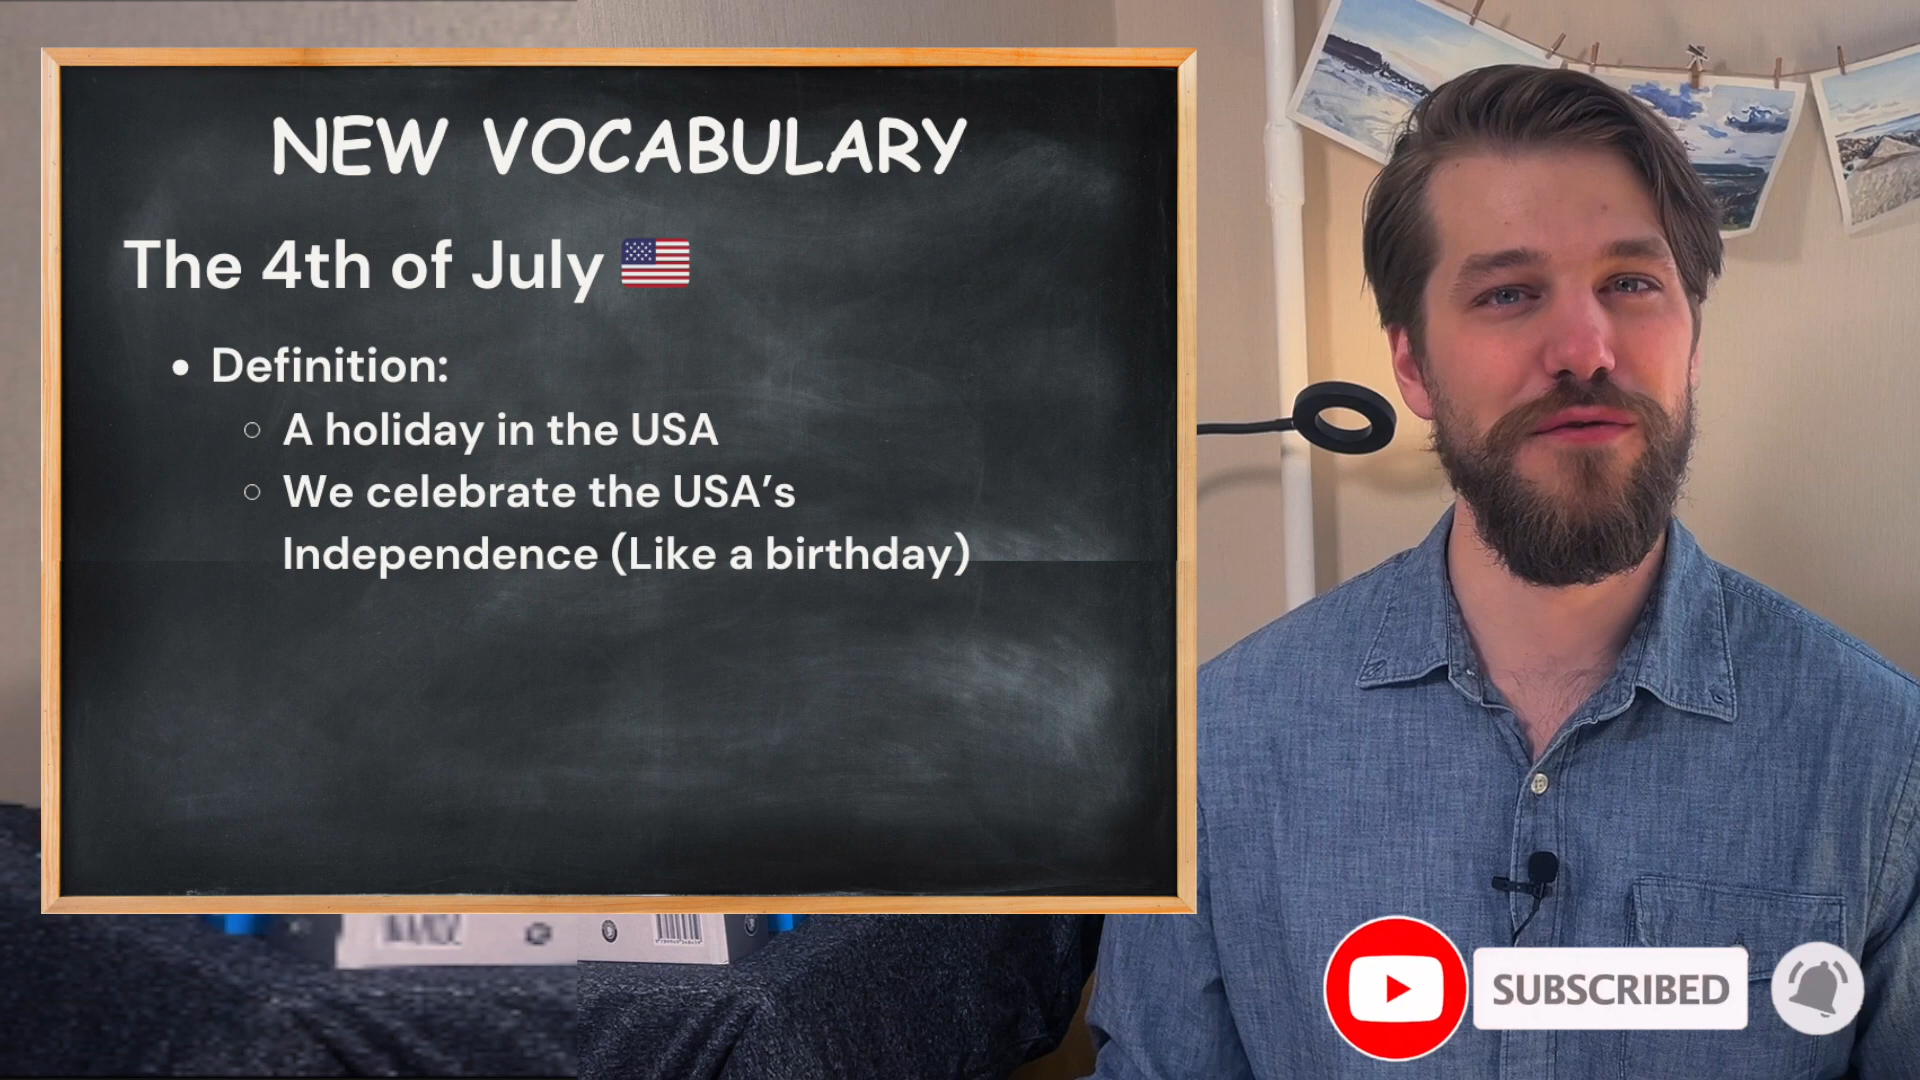 NEW VOCABULARY
The 4th of July 🇺🇸
• Definition:
○ A holiday in the USA
○ We celebrate the USA’s
Independence (Like a birthday)
SUBSCRIBED